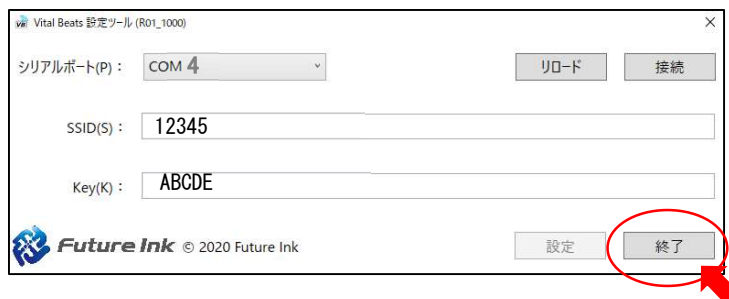 Vital Beats 設定ツール (R01_1000)
シリアルポート(P)： COM 4 リロード 接続
SSID(S)： 12345
Key(K)： ABCDE
Future Ink © 2020 Future Ink 設定 終了